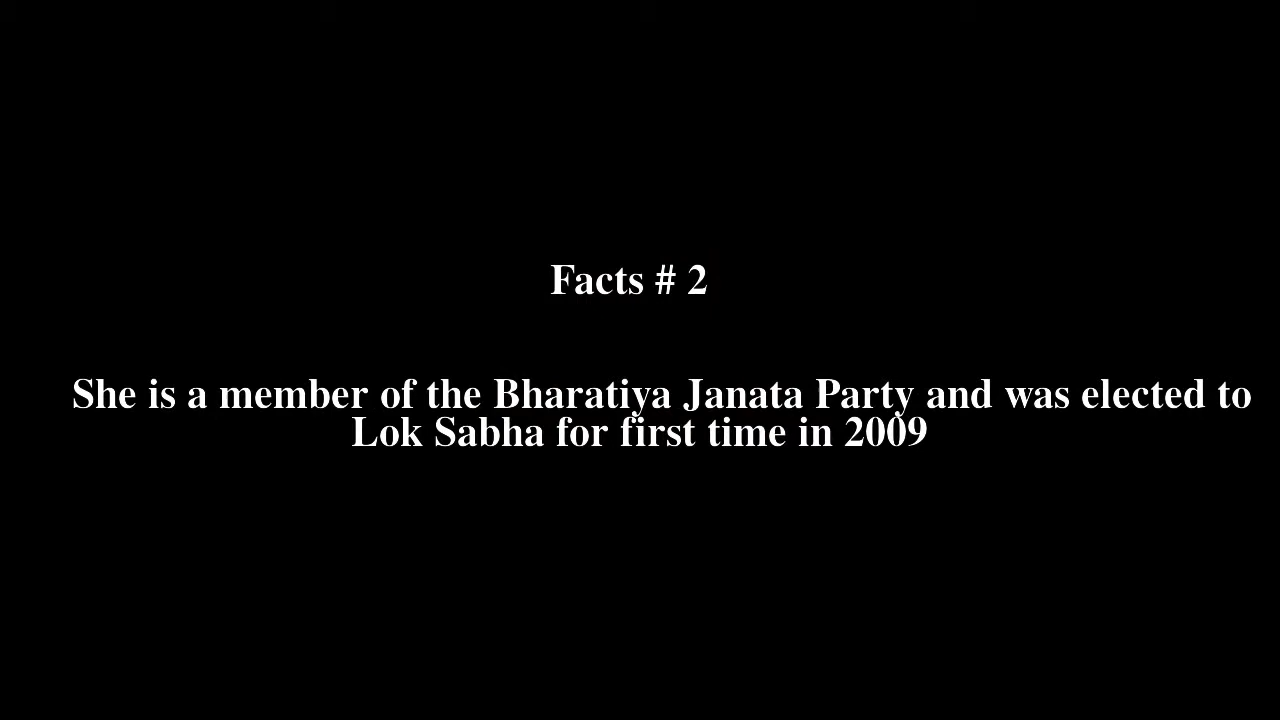 Facts # 2
She is a member of the Bharatiya Janata Party and was elected to
Lok Sabha for first time in 2009